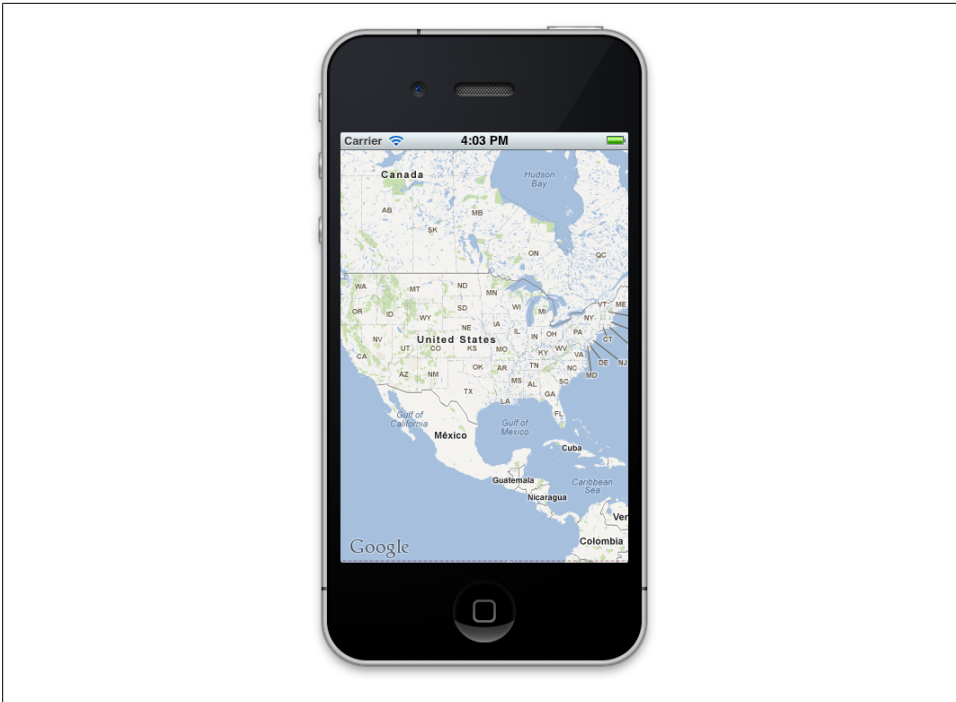 Carrier 4:03 PM
Canada
Hudson
Bay
AB
MB
SK
ON
QC
WA
MT
ND
MN
VT ME
OR
ID
WY
SD
WI
MI
NY
NV
UT
CO
NE
IA
IL
IN
OH
PA
CT
United States
KS
MO
KY
WV
VA
DE
NJ
CA
AZ
NM
OK
AR
TN
NC
MD
TX
MS
AL
SC
GA
LA
FL
Gulf of
California
Gulf of
Mexico
México
Cuba
Guatemala
Caribbean
Sea
Nicaragua
Ven
Colombia
Google